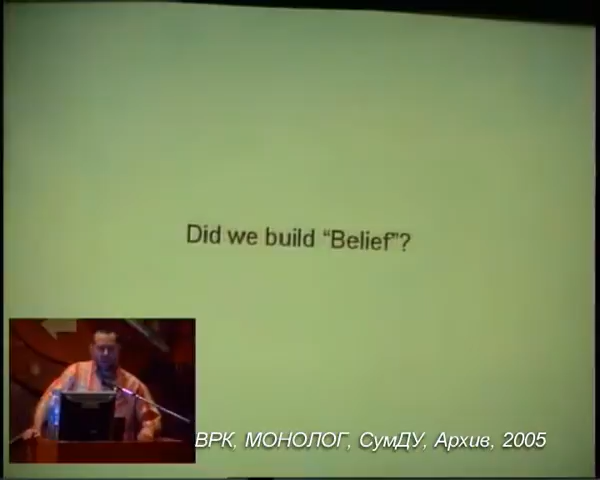 Did we build “Belief”?
ВРК, МОНОЛОГ, СумДУ, Архив, 2005